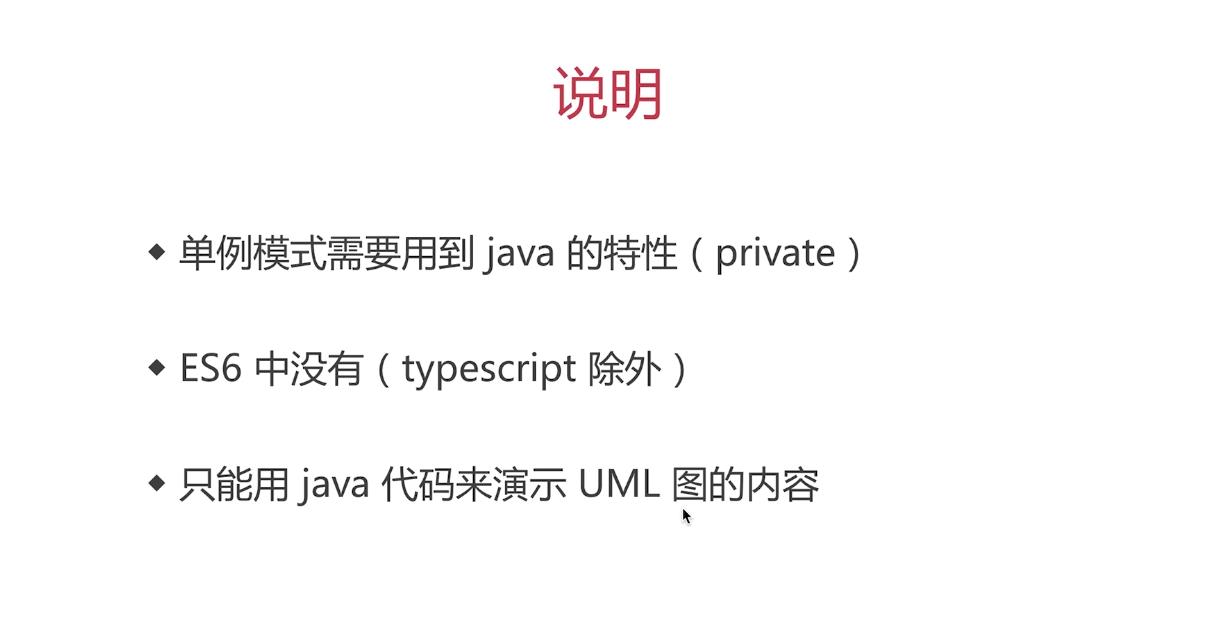 说明
◆ 单例模式需要用到 java 的特性（private）
◆ ES6 中没有（typescript 除外）
◆ 只能用 java 代码来演示 UML 图的内容